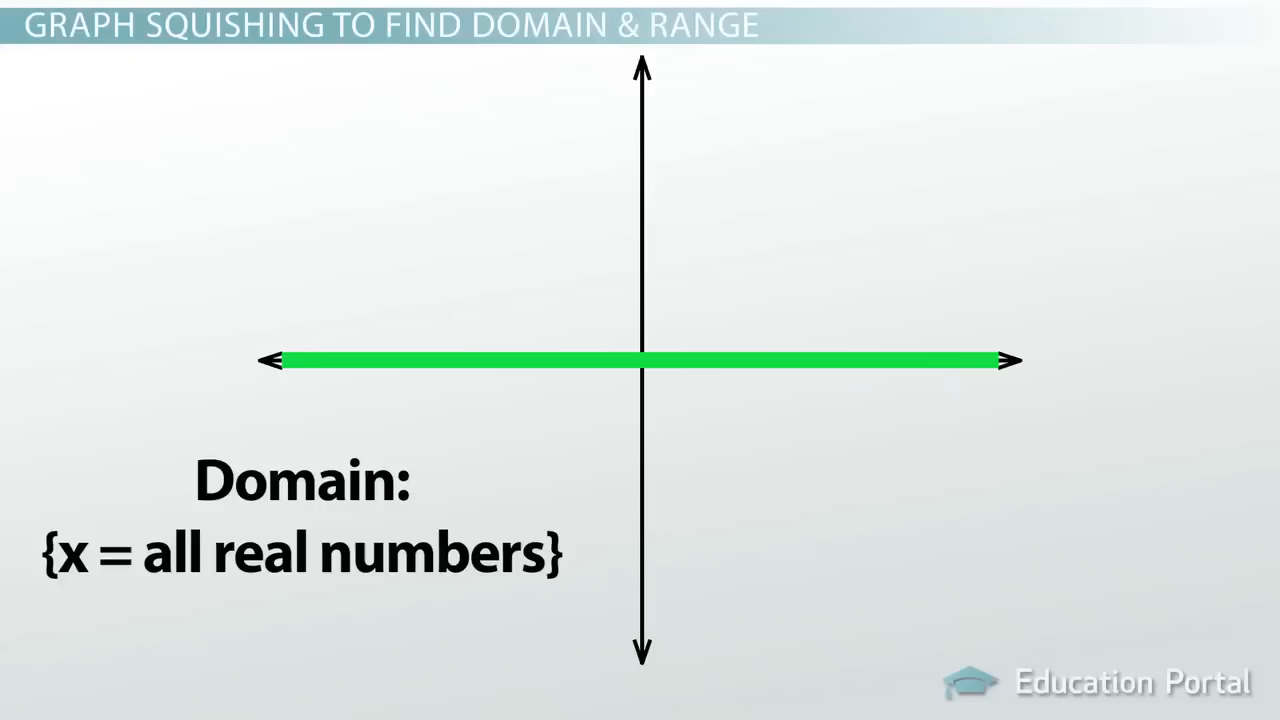 GRAPH SQUISHING TO FIND DOMAIN & RANGE
Domain:
{x = all real numbers}
Education Portal